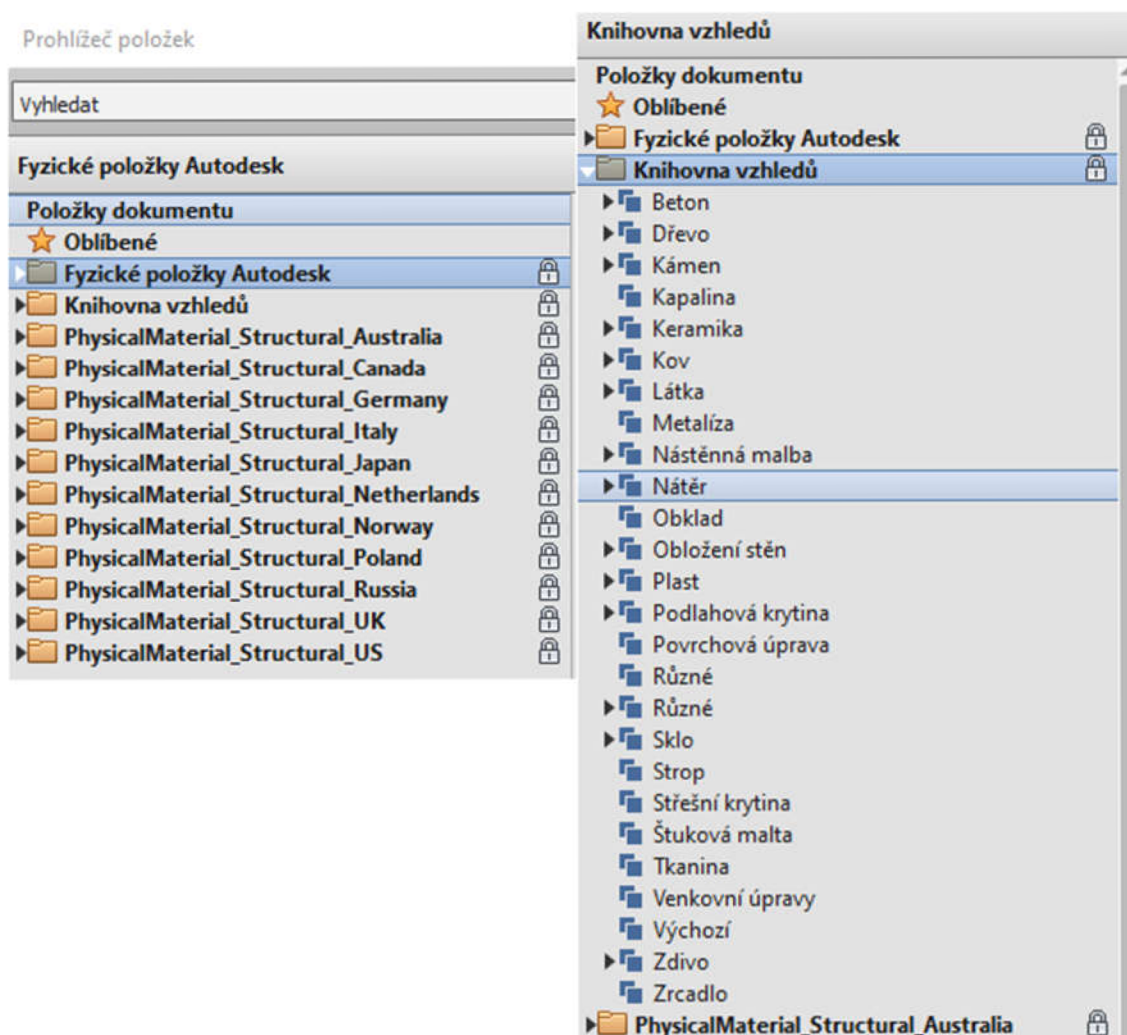 Prohlížeč položek
Vyhledat
Fyzické položky Autodesk
Položky dokumentu
Oblíbené
Fyzické položky Autodesk
Knihovna vzhledů
PhysicalMaterial_Structural_Australia
PhysicalMaterial_Structural_Canada
PhysicalMaterial_Structural_Germany
PhysicalMaterial_Structural_Italy
PhysicalMaterial_Structural_Japan
PhysicalMaterial_Structural_Netherlands
PhysicalMaterial_Structural_Norway
PhysicalMaterial_Structural_Poland
PhysicalMaterial_Structural_Russia
PhysicalMaterial_Structural_UK
PhysicalMaterial_Structural_US
Knihovna vzhledů
Položky dokumentu
Oblíbené
Fyzické položky Autodesk
Knihovna vzhledů
Beton
Dřevo
Kámen
Kapalina
Keramika
Kov
Látka
Metalíza
Nástěnná malba
Nátěr
Obklad
Obložení stěn
Plast
Podlahová krytina
Povrchová úprava
Různé
Různé
Sklo
Strop
Střešní krytina
Štuková malta
Tkanina
Venkovní úpravy
Výchozí
Zdivo
Zrcadlo
PhysicalMaterial_Structural_Australia